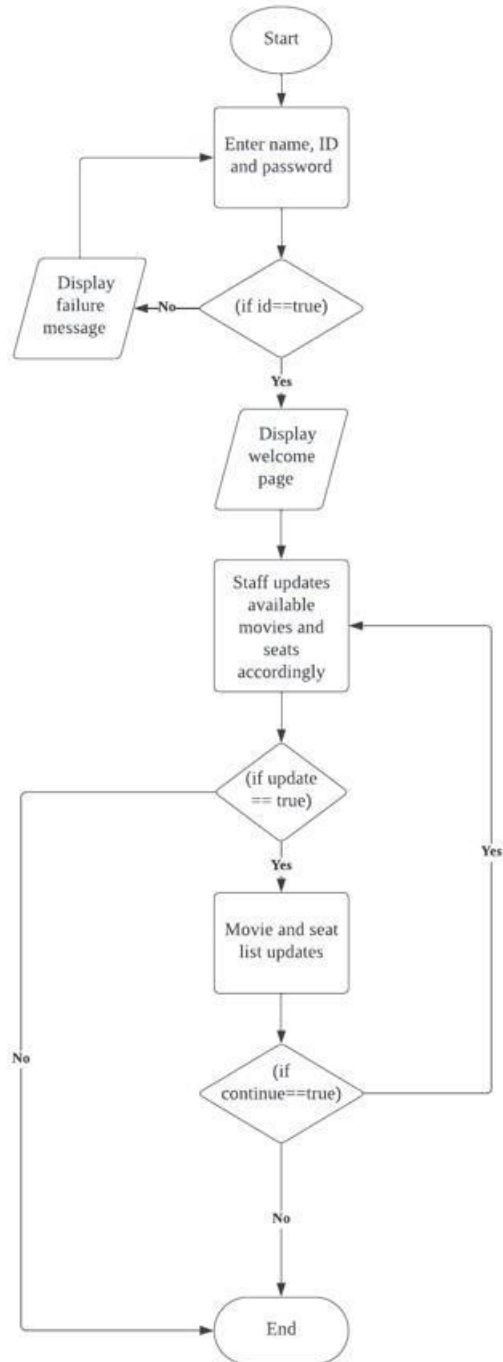 Start
Enter name, ID
and password
Display
failure
message
No
(if id==true)
Yes
Display
welcome
page
Staff updates
available
movies and
seats
accordingly
(if update
== true)
Yes
Yes
Movie and seat
list updates
No
(if
continue==true)
No
End